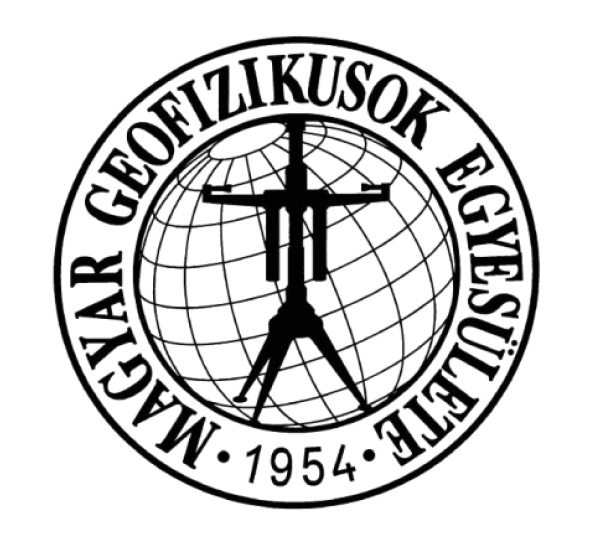 MAGYAR GEOFIZIKUSOK EGYESÜLETE
· 1954 ·